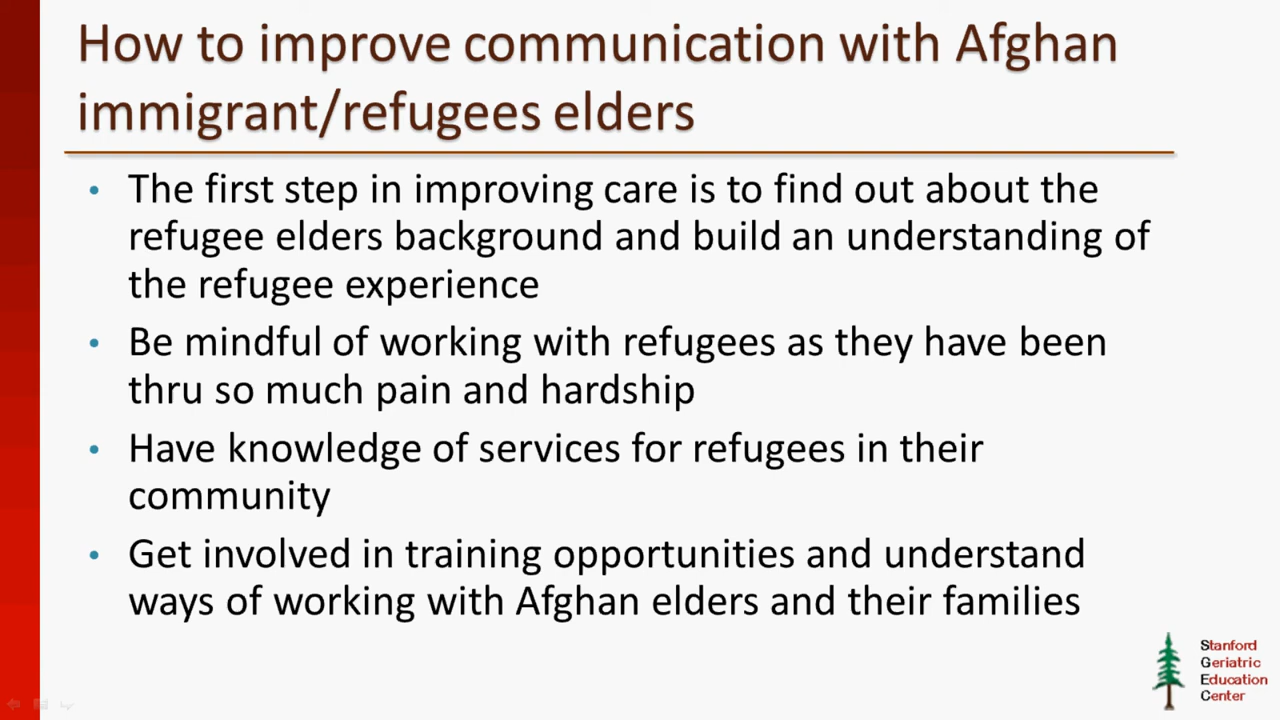 How to improve communication with Afghan
immigrant/refugees elders
• The first step in improving care is to find out about the
refugee elders background and build an understanding of
the refugee experience
• Be mindful of working with refugees as they have been
thru so much pain and hardship
• Have knowledge of services for refugees in their
community
• Get involved in training opportunities and understand
ways of working with Afghan elders and their families
Stanford
Geriatric
Education
Center